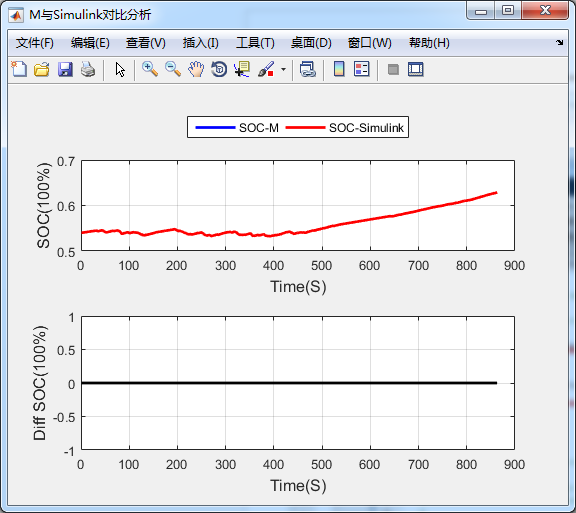 M与Simulink对比分析
文件(F) 编辑(E) 查看(V) 插入(I) 工具(T) 桌面(D) 窗口(W) 帮助(H)
SOC-M SOC-Simulink
SOC(100%)
0.7
0.6
0.5
0 100 200 300 400 500 600 700 800 900
Time(S)
Diff SOC(100%)
1
0.5
0
-0.5
-1
0 100 200 300 400 500 600 700 800 900
Time(S)